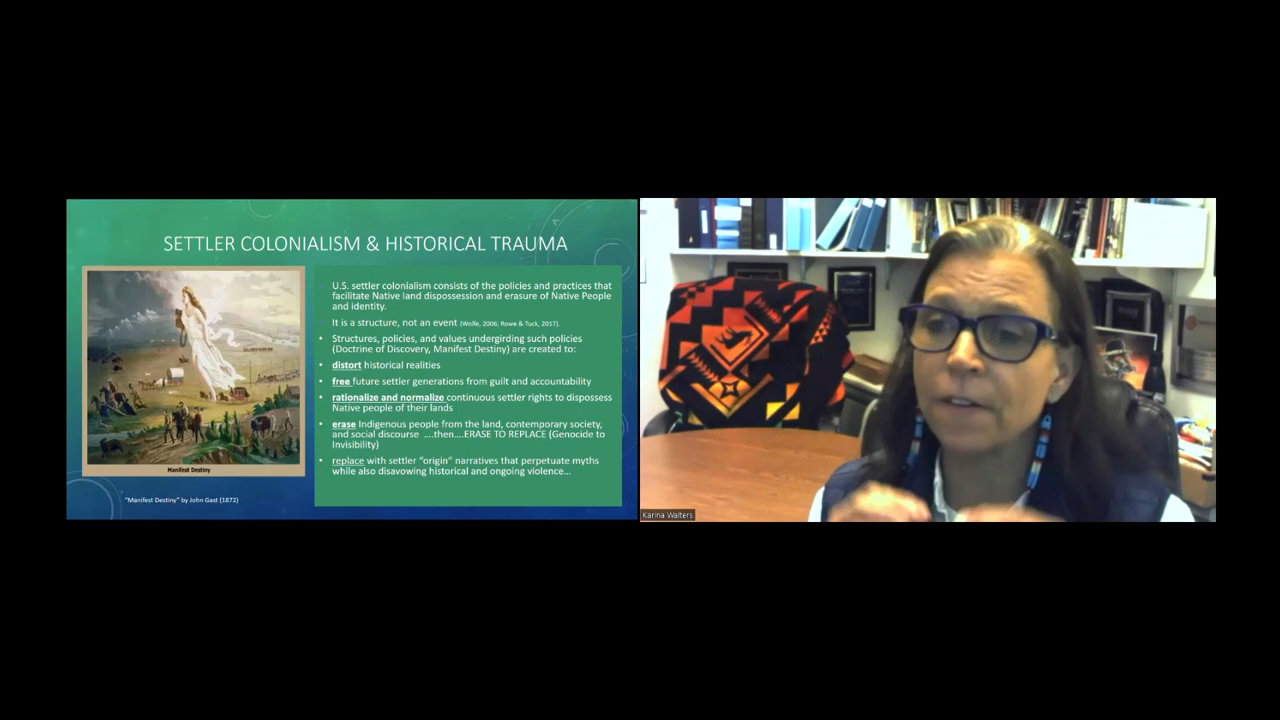 SETTLER COLONIALISM & HISTORICAL TRAUMA
U.S. settler colonialism consists of the policies and practices that
facilitate Native land dispossession and erasure of Native People
and identity.
It is a structure, not an event (Wolfe, 2006; Rowe & Tuck, 2017).
• Structures, policies, and values undergirding such policies
(Doctrine of Discovery, Manifest Destiny) are created to:
• distort historical realities
• free future settler generations from guilt and accountability
• rationalize and normalize continuous settler rights to dispossess
Native people of their lands
• erase Indigenous people from the land, contemporary society,
and social discourse ....then....ERASE TO REPLACE (Genocide to
Invisibility)
• replace with settler “origin” narratives that perpetuate myths
while also disavowing historical and ongoing violence...
Manifest Destiny
“Manifest Destiny” by John Gast (1872)
Karina Walters